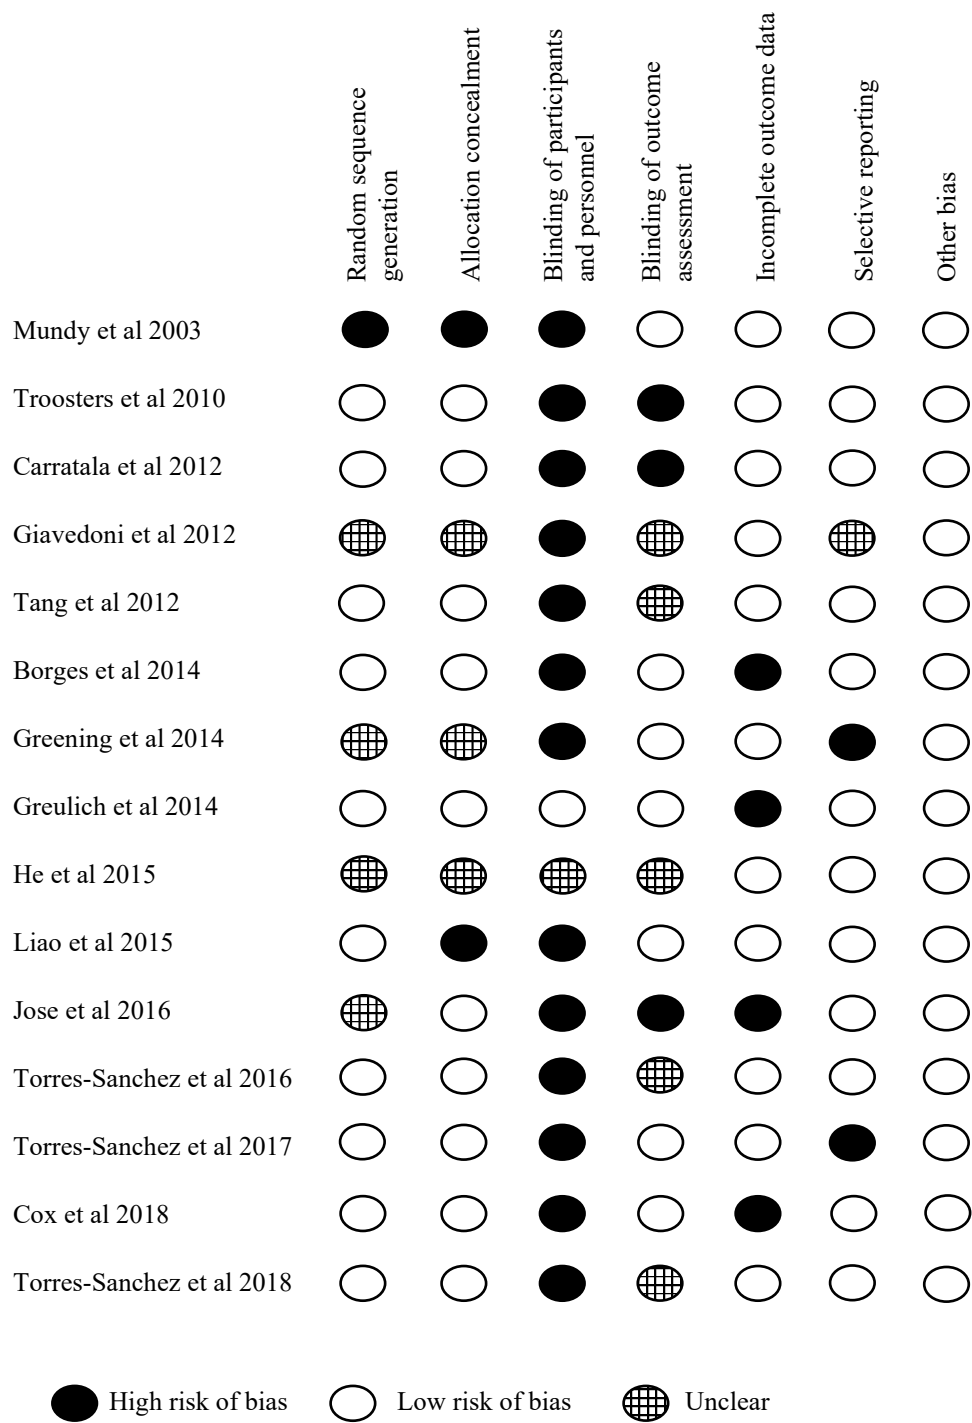 Random sequence
generation
Allocation concealment
Blinding of participants
and personnel
Blinding of outcome
assessment
Incomplete outcome data
Selective reporting
Other bias
Mundy et al 2003
Troosters et al 2010
Carratala et al 2012
Giavedoni et al 2012
Tang et al 2012
Borges et al 2014
Greening et al 2014
Greulich et al 2014
He et al 2015
Liao et al 2015
Jose et al 2016
Torres-Sanchez et al 2016
Torres-Sanchez et al 2017
Cox et al 2018
Torres-Sanchez et al 2018
High risk of bias
Low risk of bias
Unclear